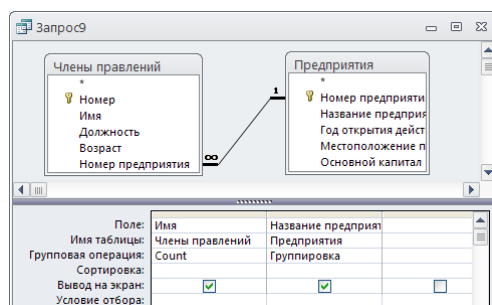 Запрос9
Члены правлений
*
Номер
Имя
Должность
Возраст
Номер предприятия
Предприятия
*
Номер предприяти
Название предприя
Год открытия дейст
Местоположение п
Основной капитал
1
∞
Поле: Имя Название предприят
Имя таблицы: Члены правлений Предприятия
Групповая операция: Count Группировка
Сортировка:
Вывод на экран:
Условие отбора: